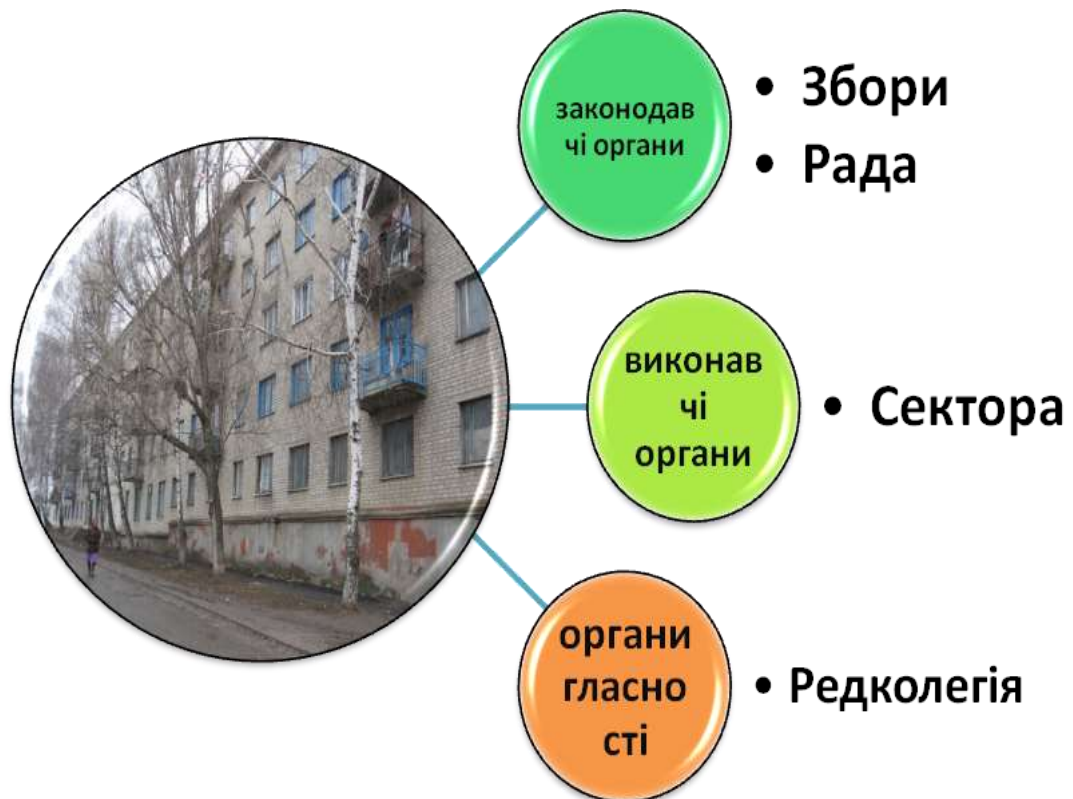 законодав
чі органи
• Збори
• Рада
виконав
чі
органи
• Сектора
органи
гласно
сті
• Редколегія